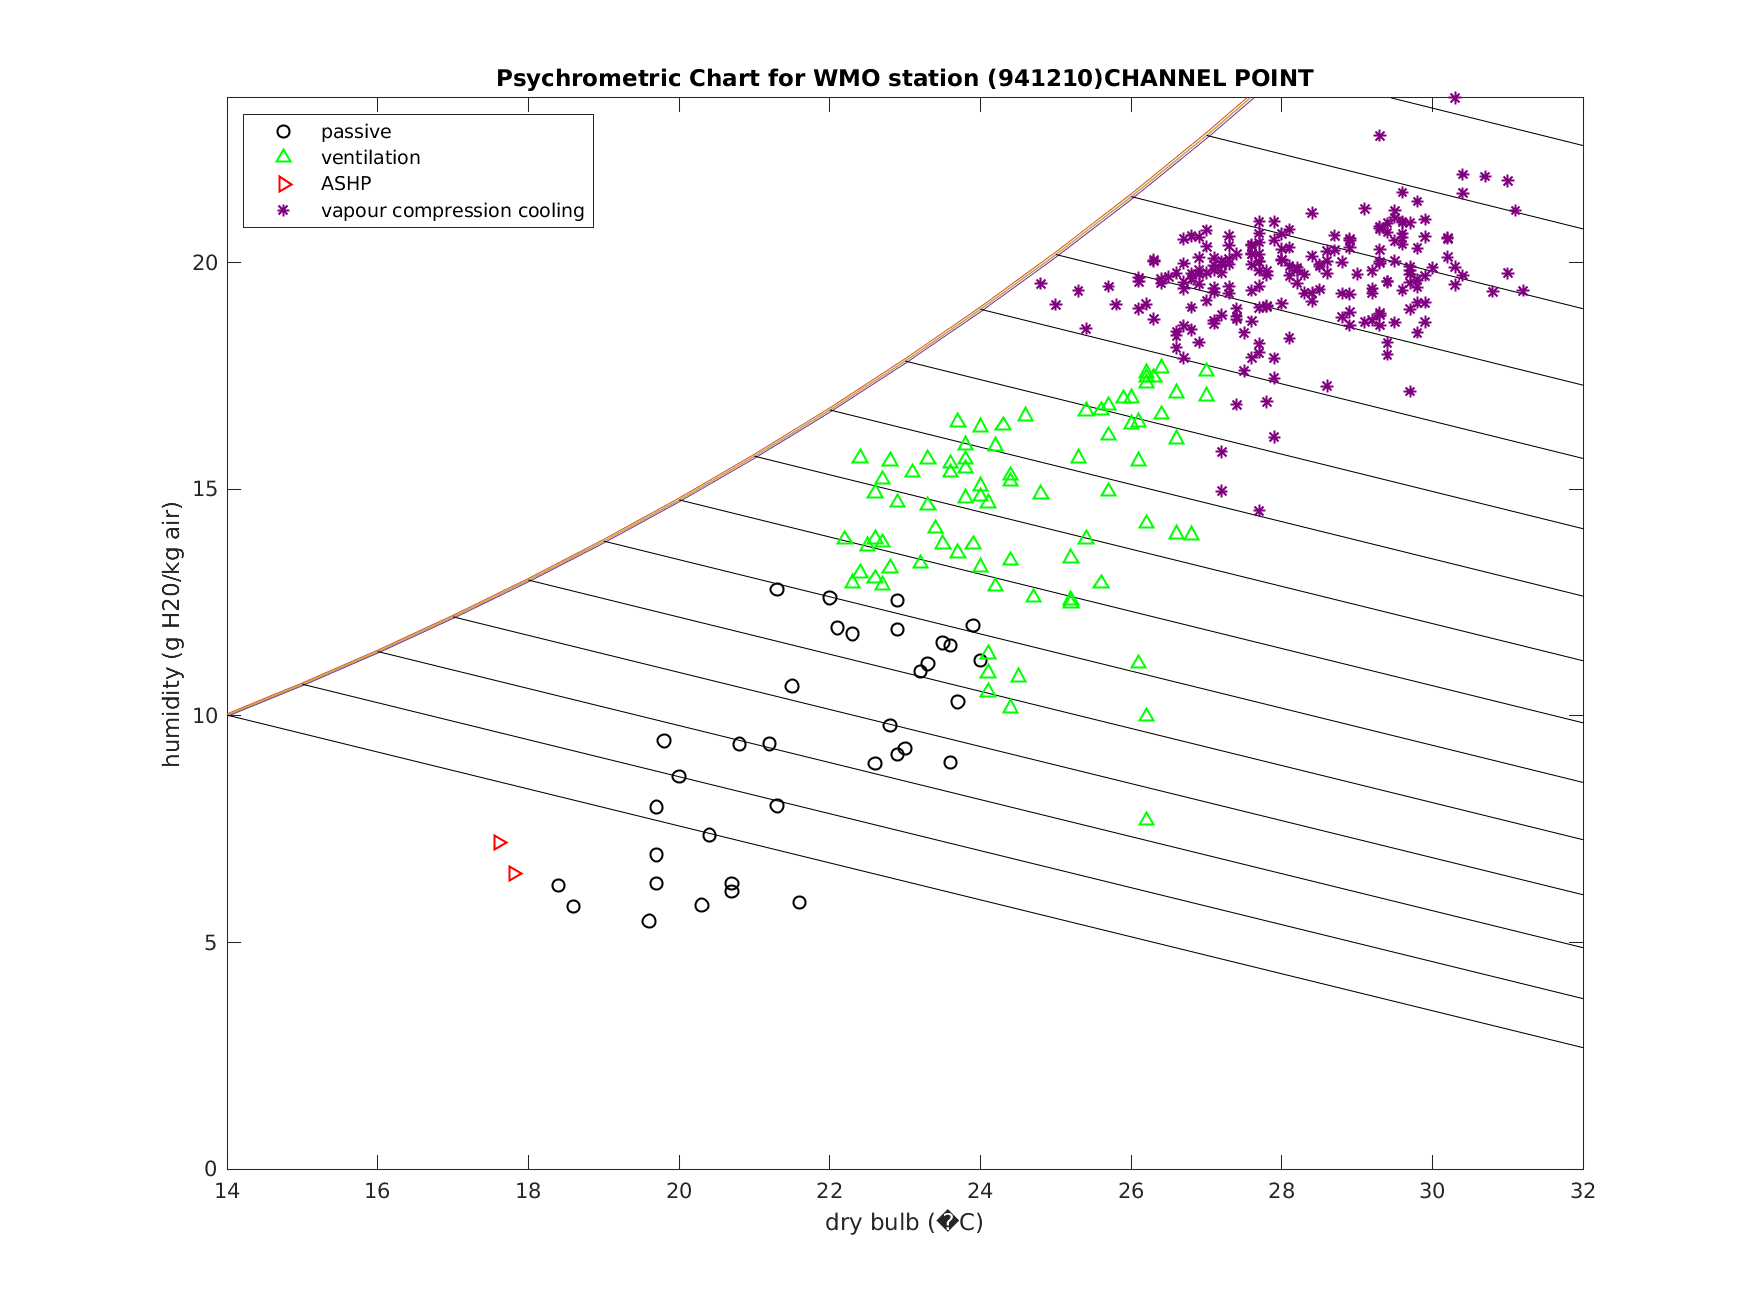 Psychrometric Chart for WMO station (941210)CHANNEL POINT
passive
ventilation
ASHP
vapour compression cooling
humidity (g H20/kg air)
20
15
10
5
0
14 16 18 20 22 24 26 28 30 32
dry bulb (�C)